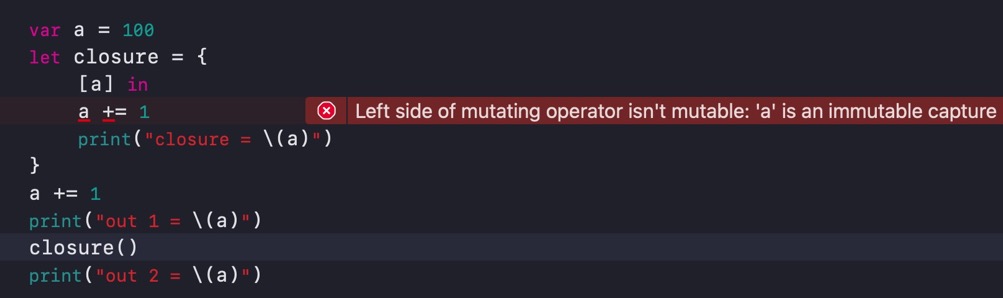 var a = 100
let closure = {
    [a] in
    a += 1 Left side of mutating operator isn't mutable: 'a' is an immutable capture
    print("closure = \(a)")
}
a += 1
print("out 1 = \(a)")
closure()
print("out 2 = \(a)")